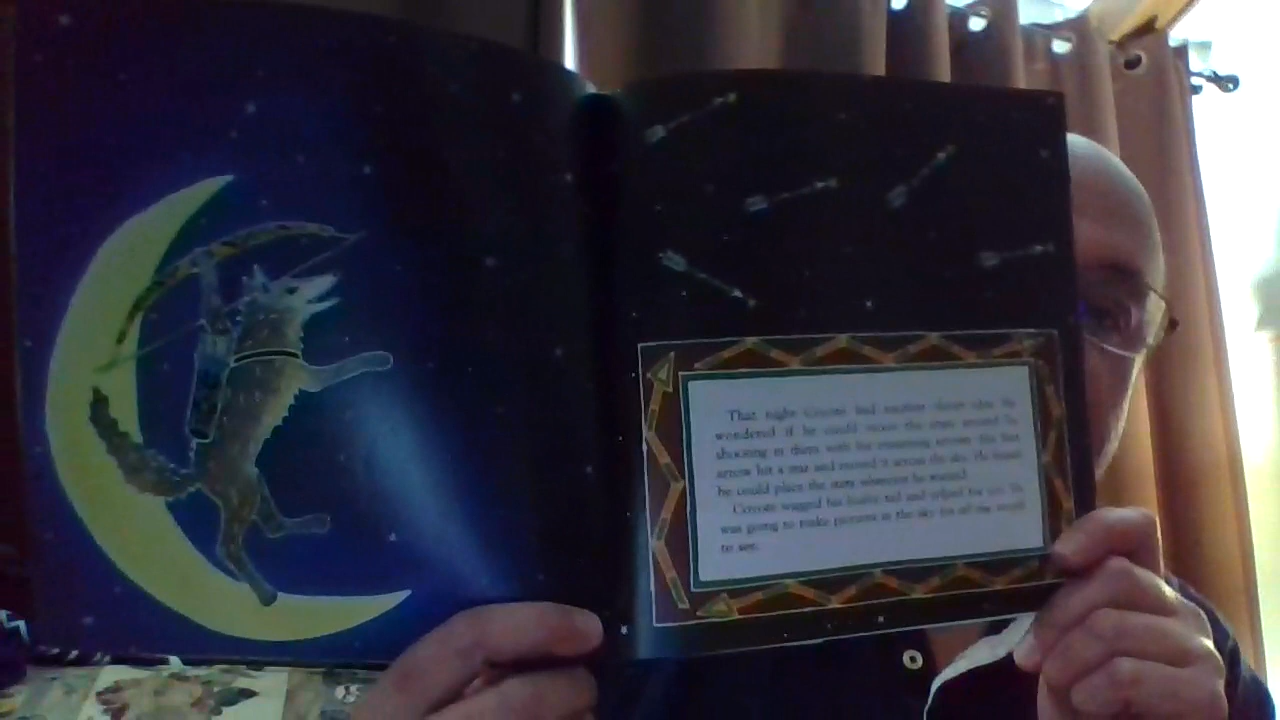 That night Coyote had another clever idea. He
wondered if he could move the stars around by
shooting at them with his remaining arrows. His first
arrow hit a star and moved it across the sky. He found
he could place the stars wherever he wanted.
Coyote wagged his bushy tail and yelped for joy. He
was going to make pictures in the sky for all the world
to see.